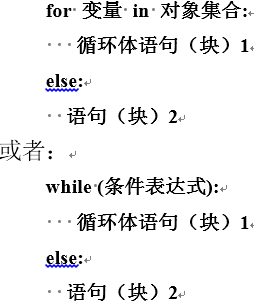 for 变量 in 对象集合:
循环体语句（块）1
else:
语句（块）2
或者：
while (条件表达式):
循环体语句（块）1
else:
语句（块）2